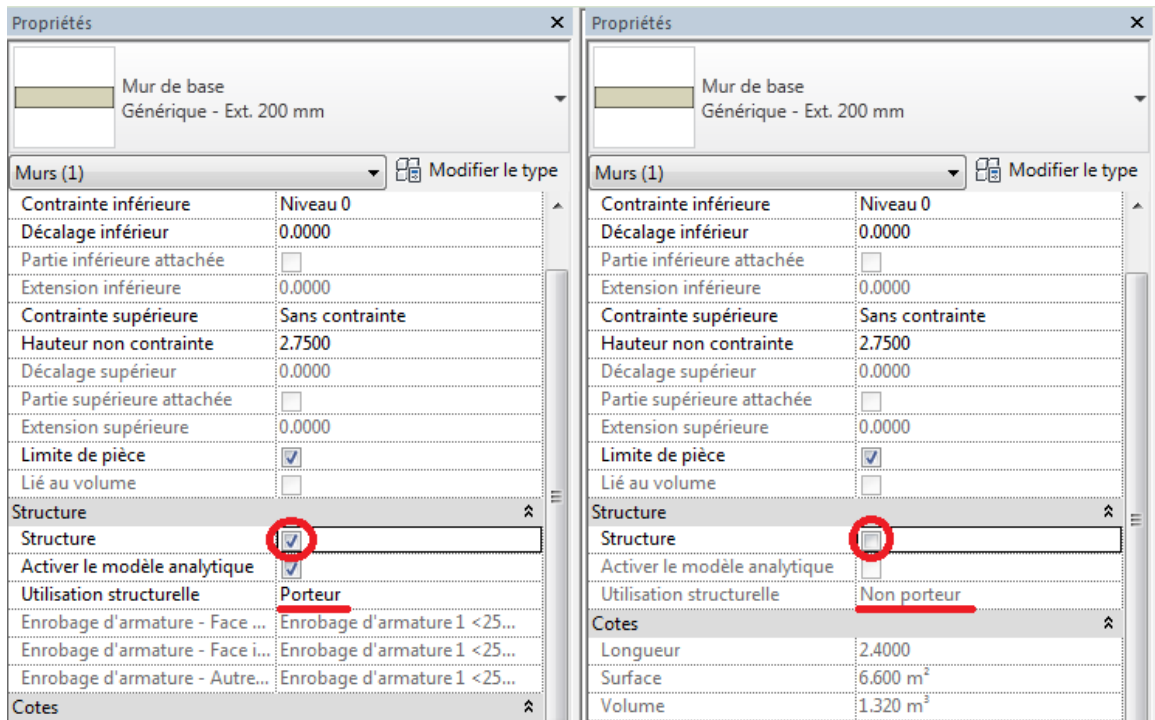 Propriétés
Mur de base
Générique - Ext. 200 mm
Murs (1) Modifier le type
Contrainte inférieure Niveau 0
Décalage inférieur 0.0000
Partie inférieure attachée
Extension inférieure 0.0000
Contrainte supérieure Sans contrainte
Hauteur non contrainte 2.7500
Décalage supérieur 0.0000
Partie supérieure attachée
Extension supérieure 0.0000
Limite de pièce
Lié au volume
Structure
Structure
Activer le modèle analytique
Utilisation structurelle Porteur
Enrobage d'armature - Face ... Enrobage d'armature 1 <25...
Enrobage d'armature - Face i... Enrobage d'armature 1 <25...
Enrobage d'armature - Autre... Enrobage d'armature 1 <25...
Cotes
Propriétés
Mur de base
Générique - Ext. 200 mm
Murs (1) Modifier le type
Contrainte inférieure Niveau 0
Décalage inférieur 0.0000
Partie inférieure attachée
Extension inférieure 0.0000
Contrainte supérieure Sans contrainte
Hauteur non contrainte 2.7500
Décalage supérieur 0.0000
Partie supérieure attachée
Extension supérieure 0.0000
Limite de pièce
Lié au volume
Structure
Structure
Activer le modèle analytique
Utilisation structurelle Non porteur
Cotes
Longueur 2.4000
Surface 6.600 m²
Volume 1.320 m³